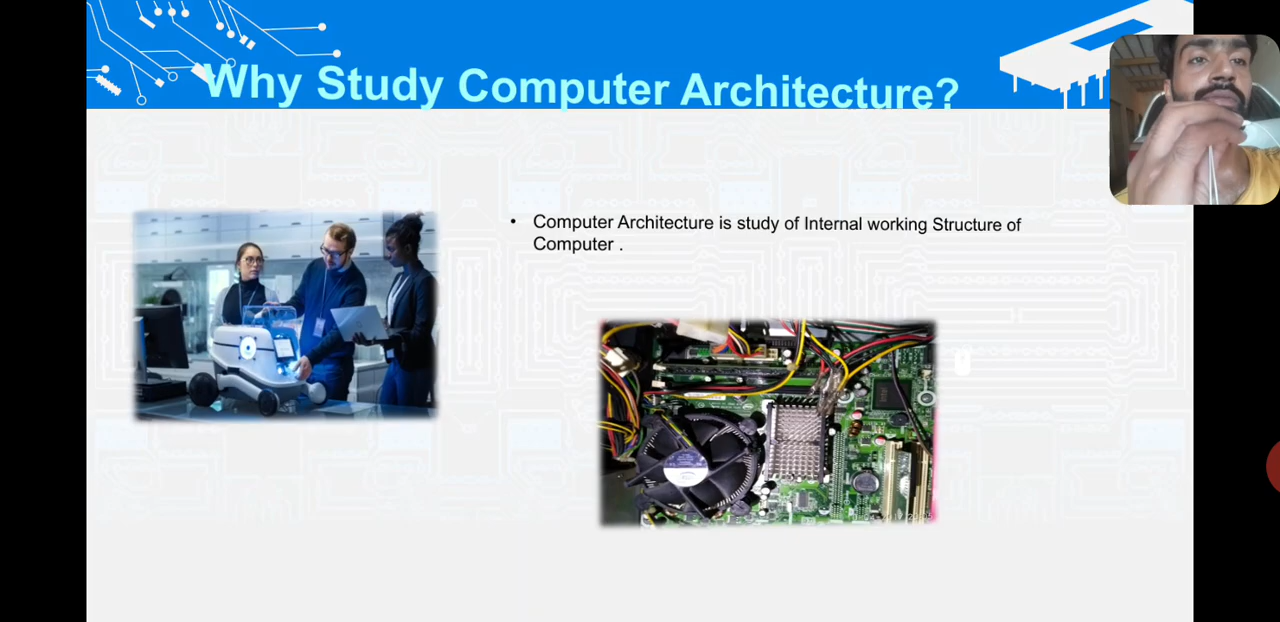 Why Study Computer Architecture?
• Computer Architecture is study of Internal working Structure of
Computer .